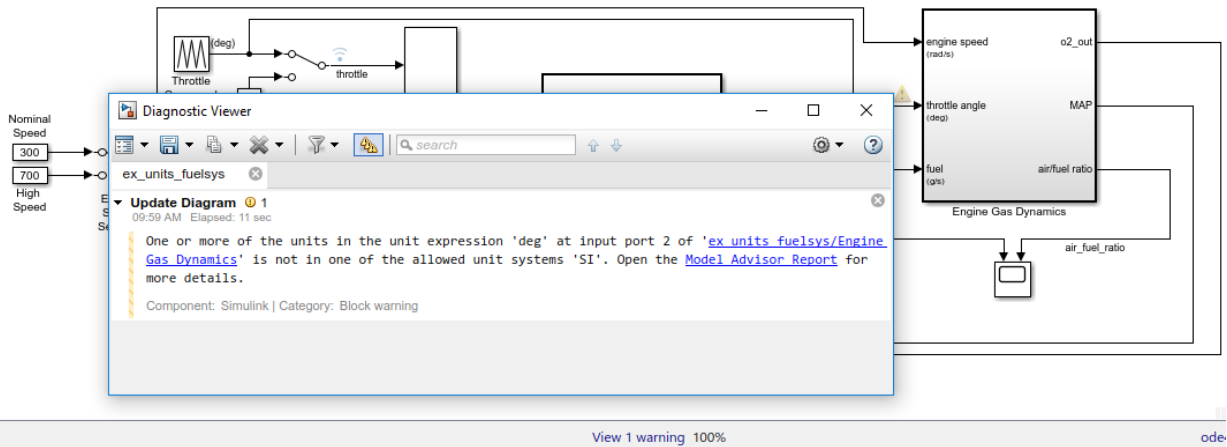 (deg)
Throttle
throttle
Nominal
Speed
300
700
High
Speed
engine speed
(rad/s)
throttle angle
(deg)
fuel
(g/s)
o2_out
MAP
air/fuel ratio
Engine Gas Dynamics
air_fuel_ratio
Diagnostic Viewer
search
ex_units_fuelsys
Update Diagram 1
09:59 AM Elapsed: 11 sec
One or more of the units in the unit expression 'deg' at input port 2 of 'ex_units_fuelsys/Engine
Gas Dynamics' is not in one of the allowed unit systems 'SI'. Open the Model Advisor Report for
more details.
Component: Simulink | Category: Block warning
View 1 warning 100%